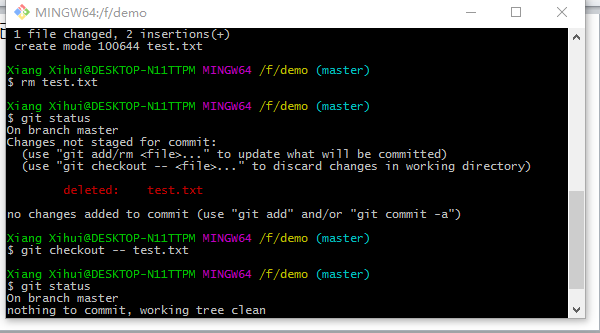 MINGW64:/f/demo
1 file changed, 2 insertions(+)
create mode 100644 test.txt
Xiang Xihui@DESKTOP-N11TTPM MINGW64 /f/demo (master)
$ rm test.txt
Xiang Xihui@DESKTOP-N11TTPM MINGW64 /f/demo (master)
$ git status
On branch master
Changes not staged for commit:
(use "git add/rm <file>..." to update what will be committed)
(use "git checkout -- <file>..." to discard changes in working directory)
deleted: test.txt
no changes added to commit (use "git add" and/or "git commit -a")
Xiang Xihui@DESKTOP-N11TTPM MINGW64 /f/demo (master)
$ git checkout -- test.txt
Xiang Xihui@DESKTOP-N11TTPM MINGW64 /f/demo (master)
$ git status
On branch master
nothing to commit, working tree clean